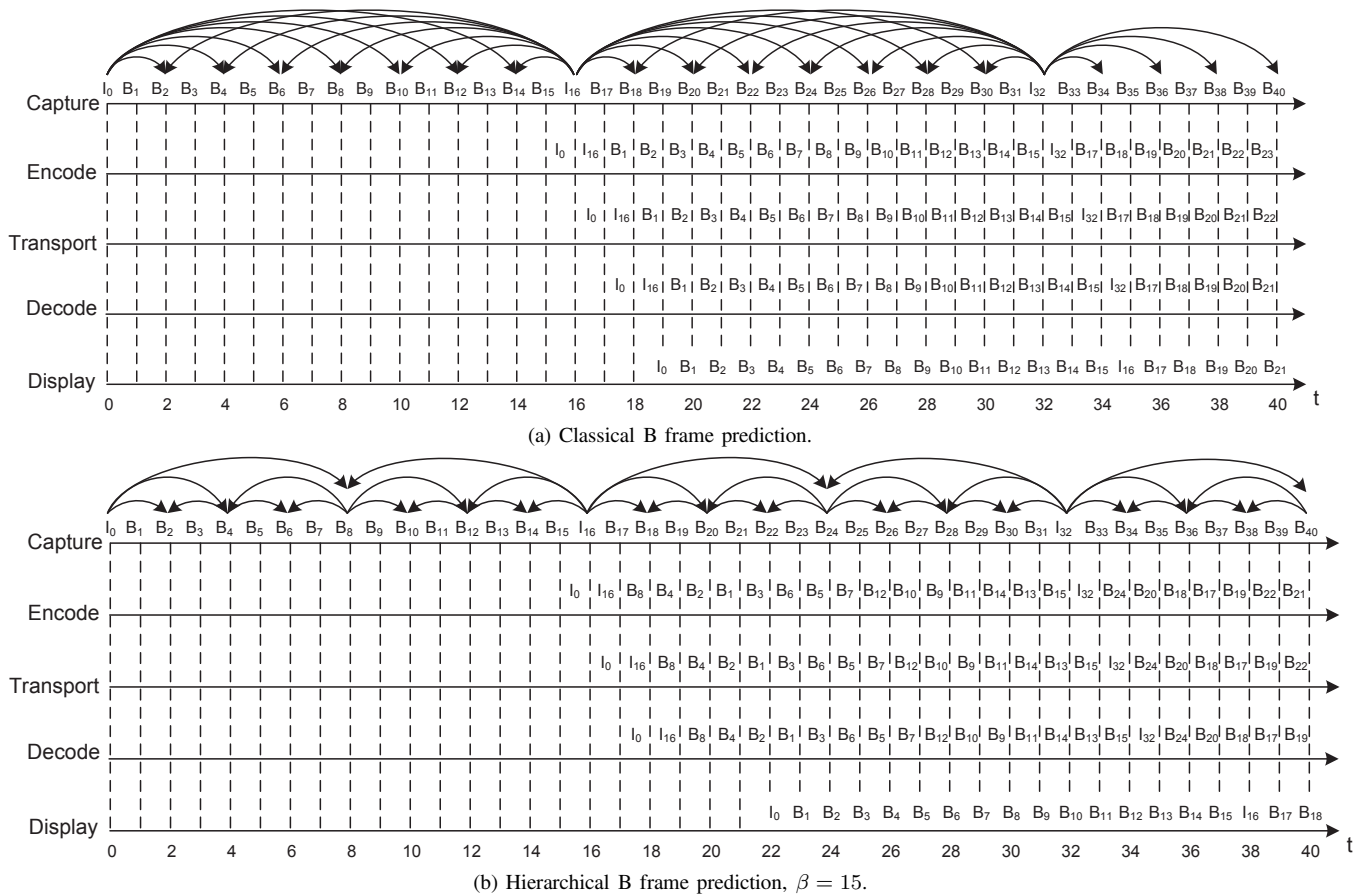 I0 B1 B2 B3 B4 B5 B6 B7 B8 B9 B10 B11 B12 B13 B14 B15 I16 B17 B18 B19 B20 B21 B22 B23 B24 B25 B26 B27 B28 B29 B30 B31 I32 B33 B34 B35 B36 B37 B38 B39 B40
Capture
I0 I16 B1 B2 B3 B4 B5 B6 B7 B8 B9 B10 B11 B12 B13 B14 B15 I32 B17 B18 B19 B20 B21 B22 B23
Encode
I0 I16 B1 B2 B3 B4 B5 B6 B7 B8 B9 B10 B11 B12 B13 B14 B15 I32 B17 B18 B19 B20 B21 B22
Transport
I0 I16 B1 B2 B3 B4 B5 B6 B7 B8 B9 B10 B11 B12 B13 B14 B15 I32 B17 B18 B19 B20 B21
Decode
I0 B1 B2 B3 B4 B5 B6 B7 B8 B9 B10 B11 B12 B13 B14 B15 I16 B17 B18 B19 B20 B21
Display
0 2 4 6 8 10 12 14 16 18 20 22 24 26 28 30 32 34 36 38 40 t
(a) Classical B frame prediction.
I0 B1 B2 B3 B4 B5 B6 B7 B8 B9 B10 B11 B12 B13 B14 B15 I16 B17 B18 B19 B20 B21 B22 B23 B24 B25 B26 B27 B28 B29 B30 B31 I32 B33 B34 B35 B36 B37 B38 B39 B40
Capture
I0 I16 B8 B4 B2 B1 B3 B6 B5 B7 B12 B10 B9 B11 B14 B13 B15 I32 B24 B20 B18 B17 B19 B22 B21
Encode
I0 I16 B8 B4 B2 B1 B3 B6 B5 B7 B12 B10 B9 B11 B14 B13 B15 I32 B24 B20 B18 B17 B19 B22
Transport
I0 I16 B8 B4 B2 B1 B3 B6 B5 B7 B12 B10 B9 B11 B14 B13 B15 I32 B24 B20 B18 B17 B19
Decode
I0 B1 B2 B3 B4 B5 B6 B7 B8 B9 B10 B11 B12 B13 B14 B15 I16 B17 B18
Display
0 2 4 6 8 10 12 14 16 18 20 22 24 26 28 30 32 34 36 38 40 t
(b) Hierarchical B frame prediction, β = 15.